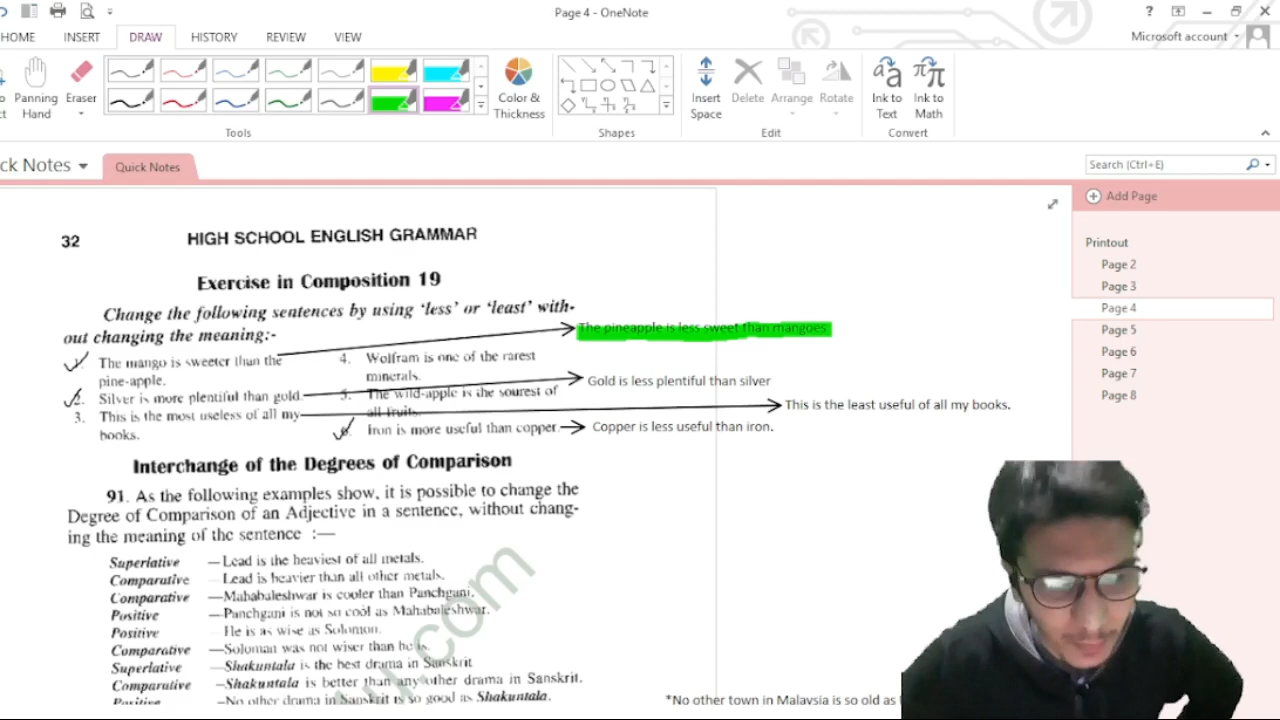 Page 4 - OneNote
?
HOME INSERT DRAW HISTORY REVIEW VIEW
Microsoft account
Panning Hand
Eraser
Color & Thickness
Insert Space
Delete
Arrange
Rotate
Ink to Text
Ink to Math
Tools
Shapes
Edit
Convert
ck Notes
Quick Notes
Search (Ctrl+E)
Add Page
Printout
Page 2
Page 3
Page 4
Page 5
Page 6
Page 7
Page 8
32 HIGH SCHOOL ENGLISH GRAMMAR
Exercise in Composition 19
Change the following sentences by using 'less' or 'least' with-
out changing the meaning:-
The mango is sweeter than the
pine-apple.
Silver is more plentiful than gold.
3. This is the most useless of all my
books.
4. Wolfram is one of the rarest
minerals.
5. The wild-apple is the sourest of
all fruits.
Iron is more useful than copper.
The pineapple is less sweet than mangoes
Gold is less plentiful than silver
This is the least useful of all my books.
Copper is less useful than iron.
Interchange of the Degrees of Comparison
91. As the following examples show, it is possible to change the
Degree of Comparison of an Adjective in a sentence, without chang-
ing the meaning of the sentence :—
Superlative —Lead is the heaviest of all metals.
Comparative —Lead is heavier than all other metals.
Comparative —Mahabaleshwar is cooler than Panchgani.
Positive —Panchgani is not so cool as Mahabaleshwar.
Positive —He is as wise as Solomon.
Comparative —Soloman was not wiser than he is.
Superlative —Shakuntala is the best drama in Sanskrit
Comparative —Shakuntala is better than any other drama in Sanskrit.
Positive —No other drama in Sanskrit is so good as Shakuntala.
*No other town in Malaysia is so old as
.com